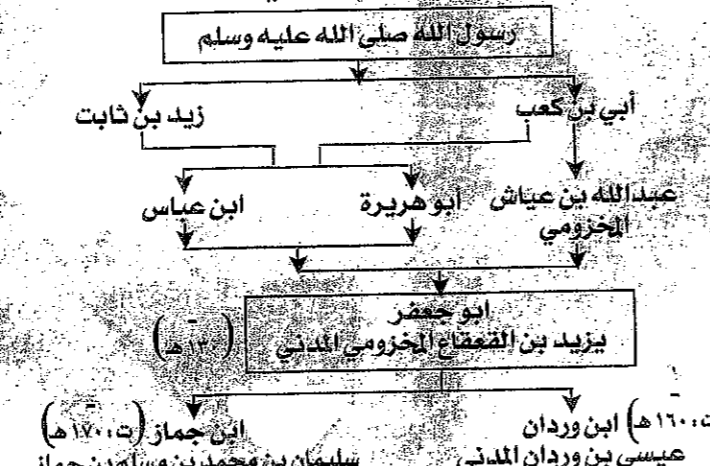 رسول الله صلى الله عليه وسلم
أبي بن كعب
زيد بن ثابت
عبدالله بن عياش المخزومي
أبو هريرة
ابن عباس
ابو جعفر
يزيد بن القعقاع المخزومي المدني
(١٣٠هـ)
ت: ١٦٠هـ) ابن وردان
عيسى بن وردان المدني
ابن جماز (ت: ١٧٠هـ)
سليمان بن محمد بن مسلم بن جماز